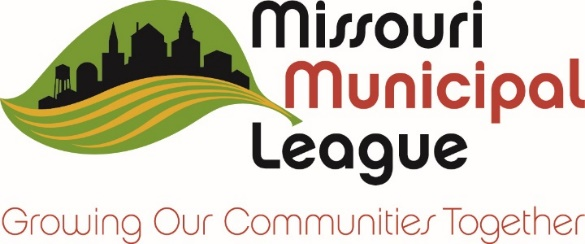 Missouri
Municipal
League
Growing Our Communities Together